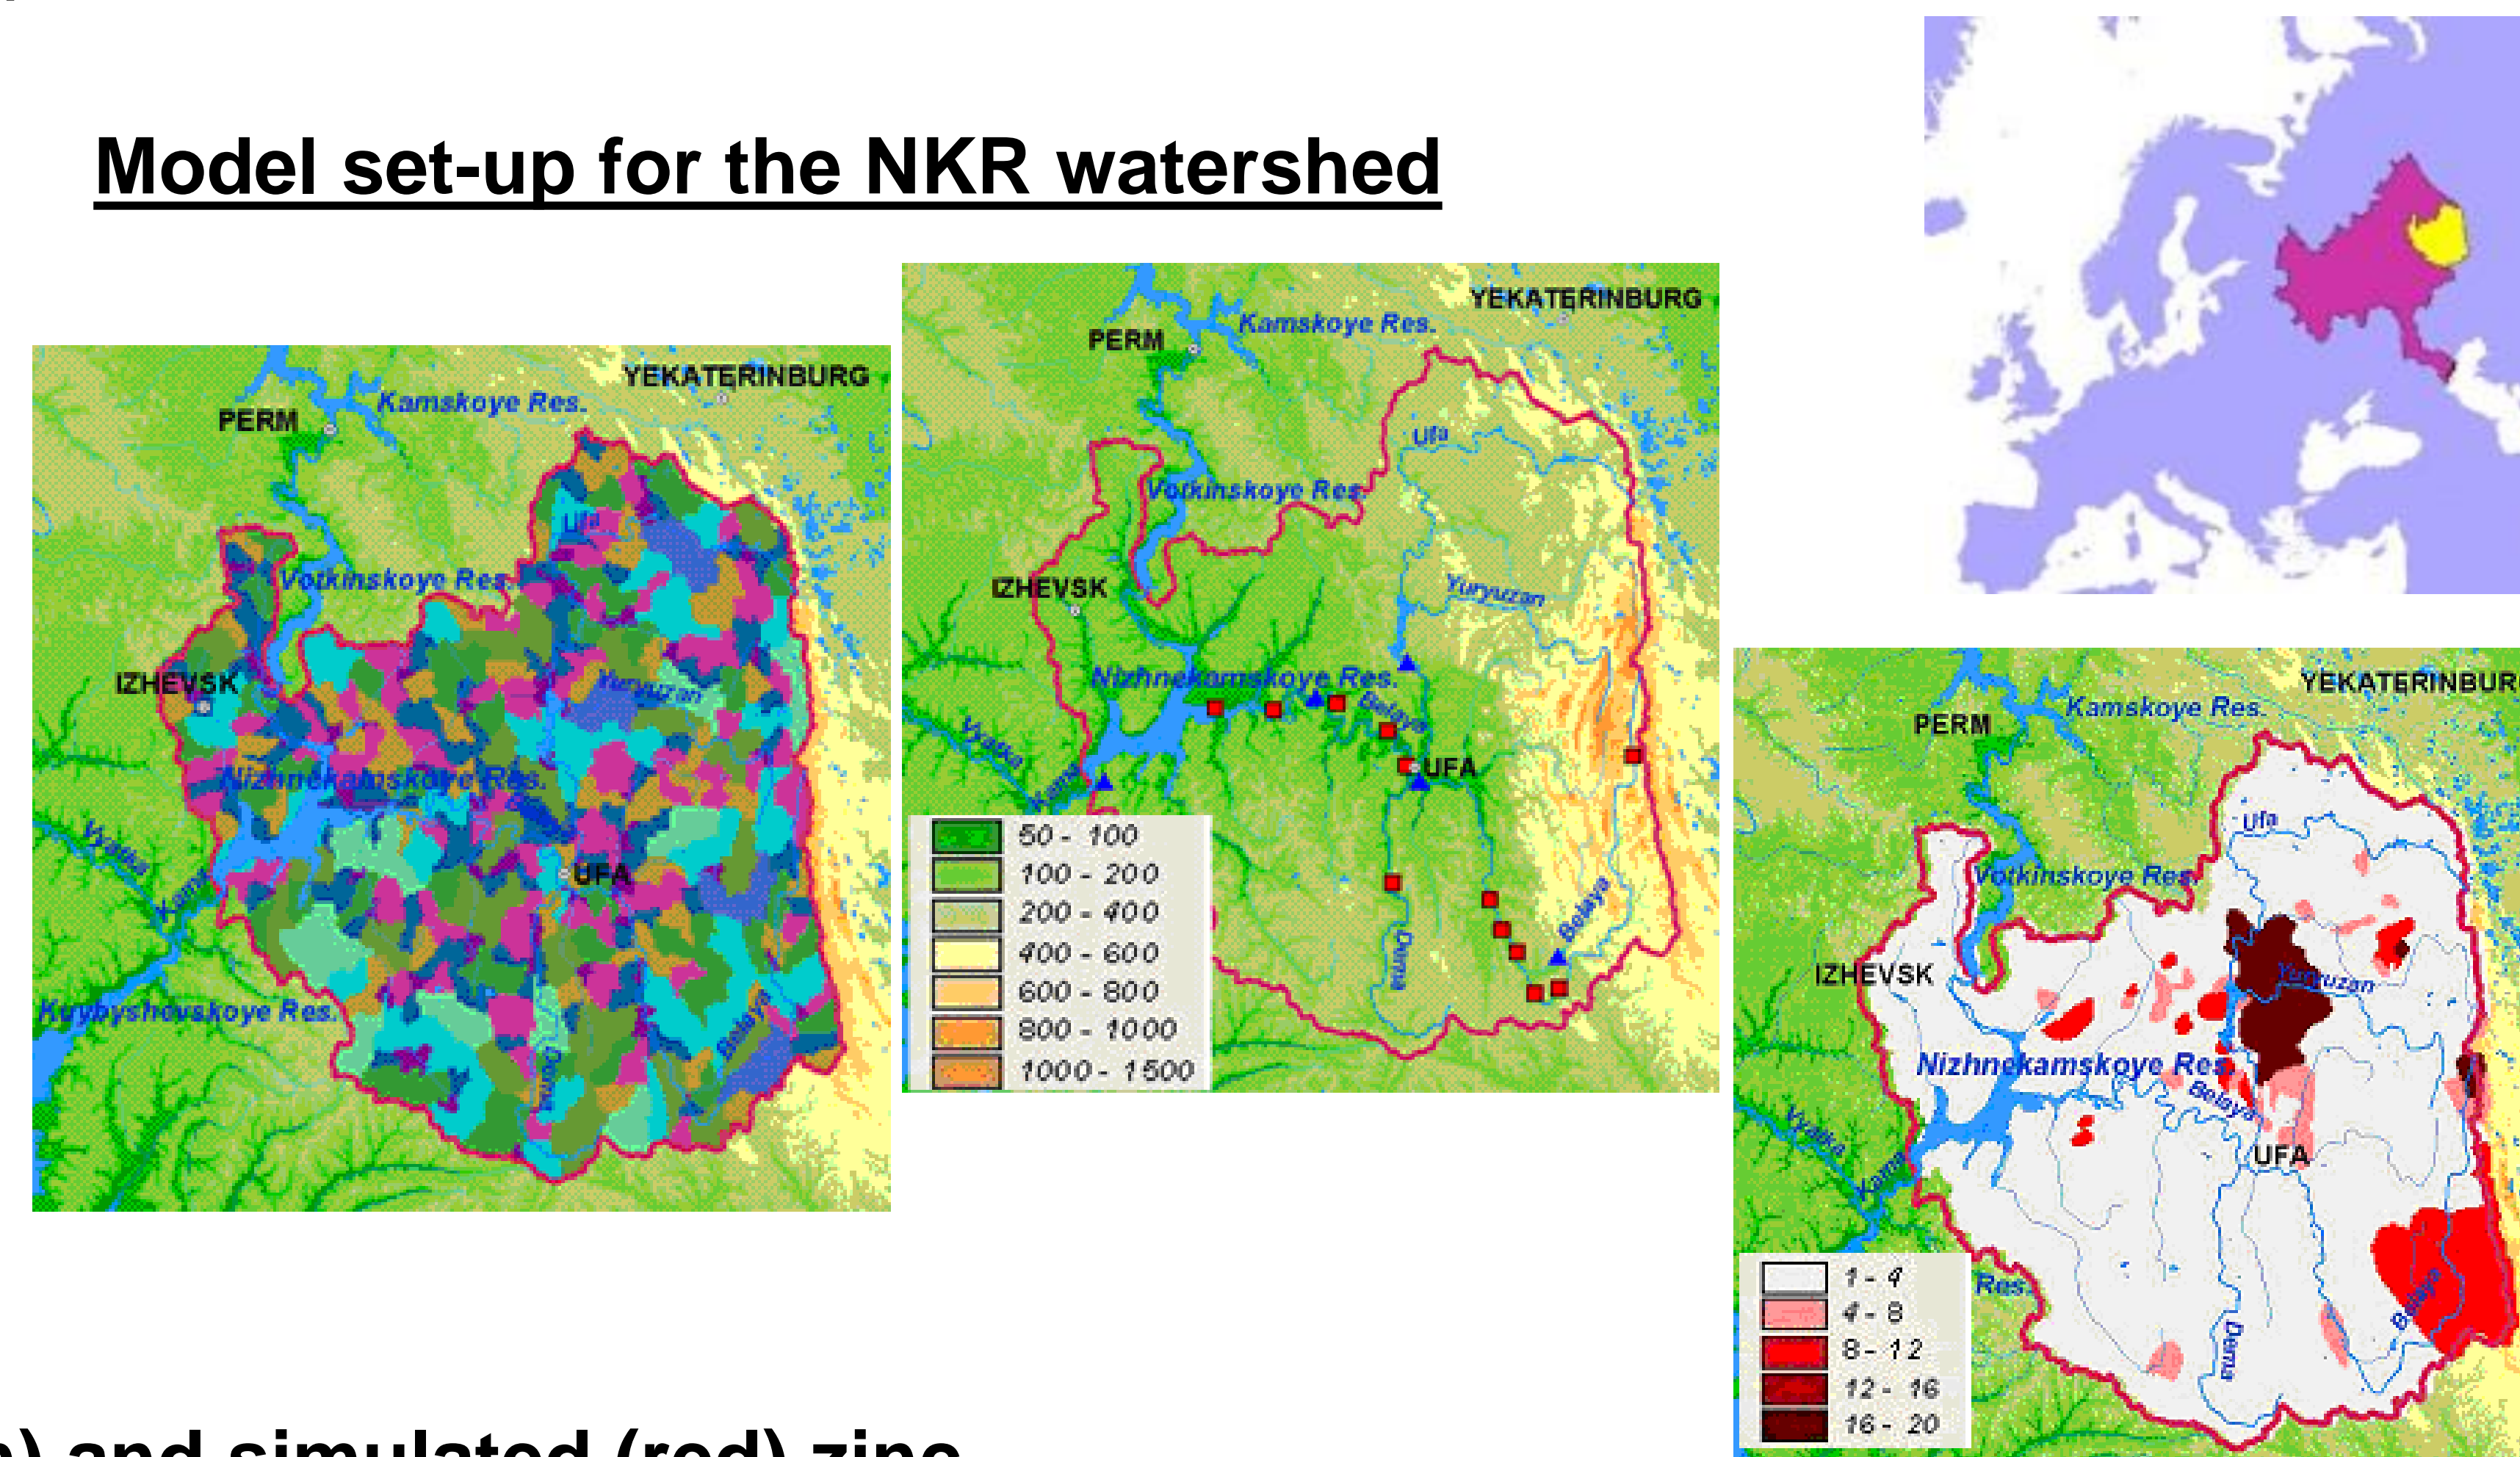 Model set-up for the NKR watershed
YEKATERINBURG
Kamskoye Res.
PERM
Ufa
Votkinskoye Res.
IZHEVSK
Yuryuzan
Nizhnekamskoye Res.
Vyatka
UFA
Kama
Kuybyshevskoye Res.
Belaya
Dema
YEKATERINBURG
Kamskoye Res.
PERM
Ufa
Votkinskoye Res.
IZHEVSK
Yuryuzan
Nizhnekamskoye Res.
Belaya
Vyatka
UFA
Kama
50 - 100
100 - 200
200 - 400
400 - 600
600 - 800
800 - 1000
1000 - 1500
Belaya
Dema
YEKATERINBUR
PERM
Kamskoye Res.
Ufa
Votkinskoye Res.
IZHEVSK
Yuryuzan
Nizhnekamskoye Res.
Belaya
Vyatka
UFA
Kama
Res.
Belaya
Dema
1 - 4
4 - 8
8 - 12
12 - 16
16 - 20
and simulated (red) zinc